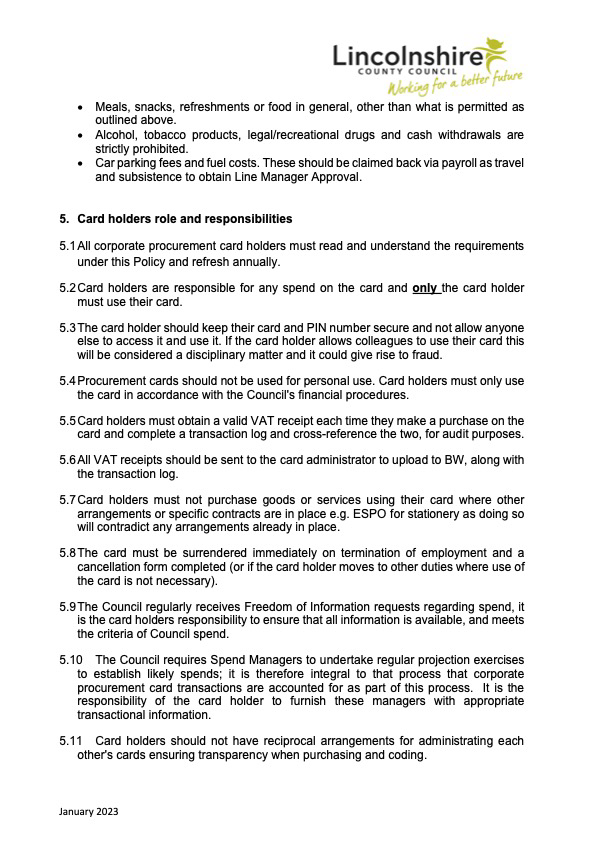 Lincolnshire
COUNTY COUNCIL
Working for a better future
• Meals, snacks, refreshments or food in general, other than what is permitted as
outlined above.
• Alcohol, tobacco products, legal/recreational drugs and cash withdrawals are
strictly prohibited.
• Car parking fees and fuel costs. These should be claimed back via payroll as travel
and subsistence to obtain Line Manager Approval.
5. Card holders role and responsibilities
5.1 All corporate procurement card holders must read and understand the requirements
under this Policy and refresh annually.
5.2 Card holders are responsible for any spend on the card and only the card holder
must use their card.
5.3 The card holder should keep their card and PIN number secure and not allow anyone
else to access it and use it. If the card holder allows colleagues to use their card this
will be considered a disciplinary matter and it could give rise to fraud.
5.4 Procurement cards should not be used for personal use. Card holders must only use
the card in accordance with the Council's financial procedures.
5.5 Card holders must obtain a valid VAT receipt each time they make a purchase on the
card and complete a transaction log and cross-reference the two, for audit purposes.
5.6 All VAT receipts should be sent to the card administrator to upload to BW, along with
the transaction log.
5.7 Card holders must not purchase goods or services using their card where other
arrangements or specific contracts are in place e.g. ESPO for stationery as doing so
will contradict any arrangements already in place.
5.8 The card must be surrendered immediately on termination of employment and a
cancellation form completed (or if the card holder moves to other duties where use of
the card is not necessary).
5.9 The Council regularly receives Freedom of Information requests regarding spend, it
is the card holders responsibility to ensure that all information is available, and meets
the criteria of Council spend.
5.10 The Council requires Spend Managers to undertake regular projection exercises
to establish likely spends; it is therefore integral to that process that corporate
procurement card transactions are accounted for as part of this process. It is the
responsibility of the card holder to furnish these managers with appropriate
transactional information.
5.11 Card holders should not have reciprocal arrangements for administrating each
other's cards ensuring transparency when purchasing and coding.
January 2023